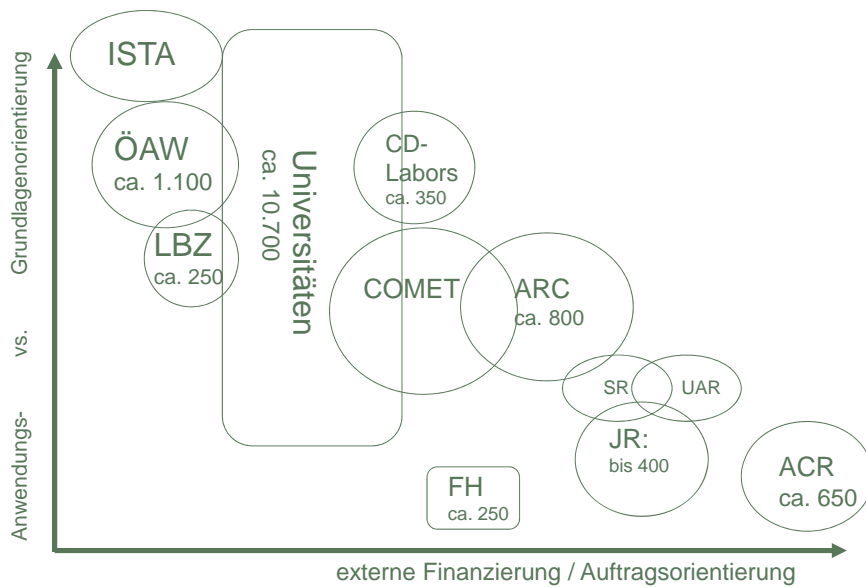 ISTA
ÖAW
ca. 1.100
LBZ
ca. 250
Universitäten
ca. 10.700
CD-
Labors
ca. 350
COMET
ARC
ca. 800
SR
UAR
JR:
bis 400
FH
ca. 250
ACR
ca. 650
Anwendungs- vs. Grundlagenorientierung
externe Finanzierung / Auftragsorientierung